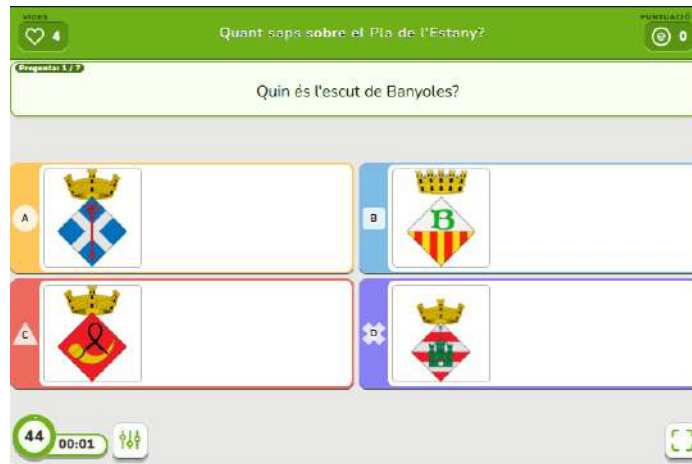 VIDES
4
Quant saps sobre el Pla de l'Estany?
PUNTUACIÓ
0
Pregunta: 1 / 7
Quin és l'escut de Banyoles?
A
B
B
C
D
44
00:01